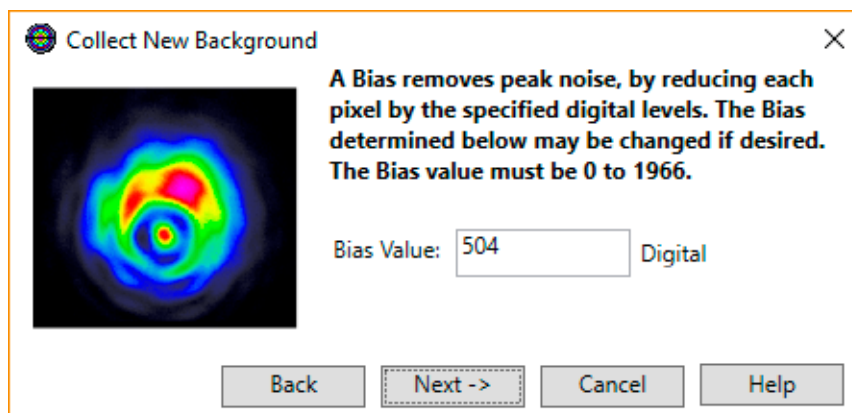 Collect New Background
A Bias removes peak noise, by reducing each
pixel by the specified digital levels. The Bias
determined below may be changed if desired.
The Bias value must be 0 to 1966.
Bias Value: 504 Digital
Back Next -> Cancel Help